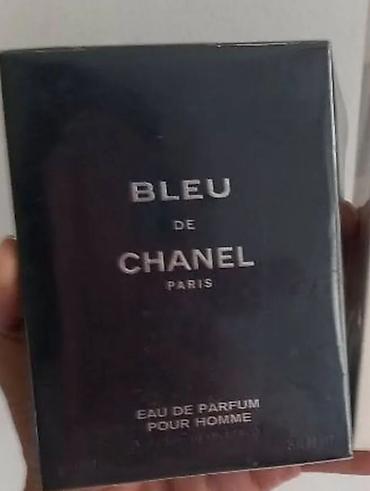 BLEU
DE
CHANEL
PARIS
EAU DE PARFUM
POUR HOMME